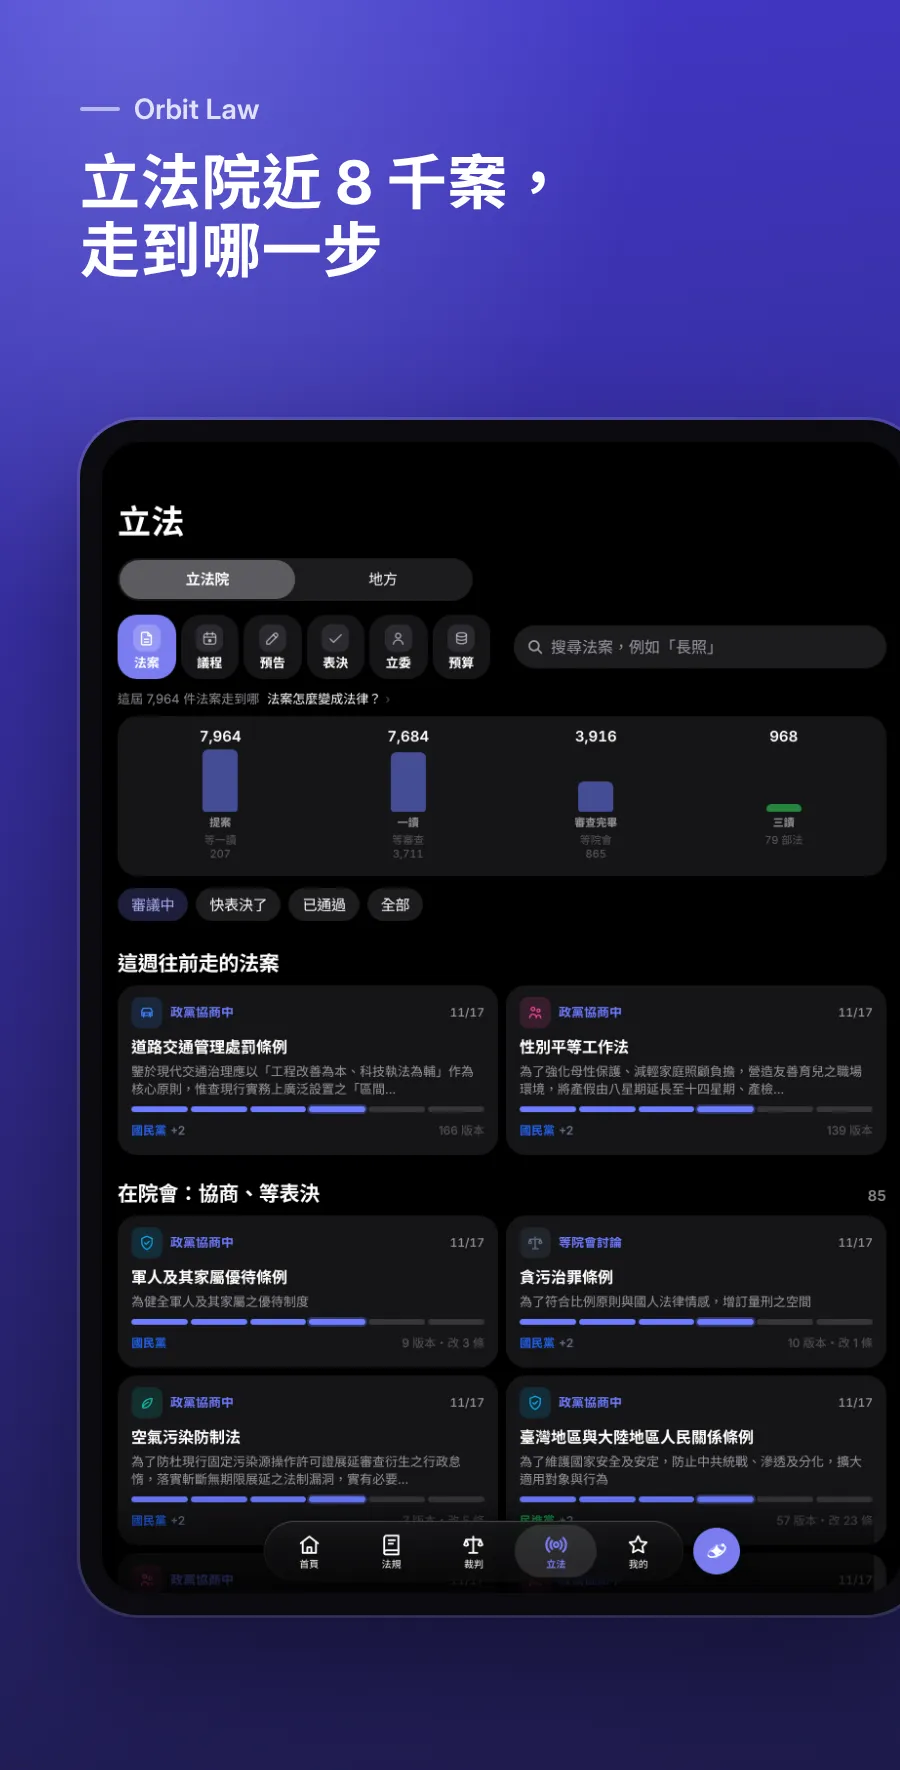 Orbit Law
立法院近 8 千案，
走到哪一步
立法
立法院
地方
法案
議程
預告
表決
立委
預算
搜尋法案，例如「長照」
這屆 7,964 件法案走到哪 法案怎麼變成法律？ ›
7,964
7,684
3,916
968
提案
一讀
審查完畢
三讀
等一讀
等審查
等院會
79 部法
207
3,711
865
審議中
快表決了
已通過
全部
這週往前走的法案
政黨協商中
11/17
道路交通管理處罰條例
鑒於現代交通治理應以「工程改善為本、科技執法為輔」作為
核心原則，惟查現行實務上廣泛設置之「區間...
國民黨 +2
166 版本
政黨協商中
11/17
性別平等工作法
為了強化母性保護、減輕家庭照顧負擔，營造友善育兒之職場
環境，將產假由八星期延長至十四星期、產檢...
國民黨 +2
139 版本
在院會：協商、等表決
85
政黨協商中
11/17
軍人及其家屬優待條例
為健全軍人及其家屬之優待制度
國民黨
9 版本・改 3 條
等院會討論
11/17
貪污治罪條例
為了符合比例原則與國人法律情感，增訂量刑之空間
國民黨 +2
10 版本・改 1 條
政黨協商中
11/17
空氣污染防制法
為了防杜現行固定污染源操作許可證展延審查衍生之行政怠
惰，落實斬斷無期限展延之法制漏洞，實有必要...
國民黨 +2
政黨協商中
11/17
臺灣地區與大陸地區人民關係條例
為了維護國家安全及安定，防止中共統戰、滲透及分化，擴大
適用對象與行為
民進黨 +2
57 版本・改 23 條
政黨協商中
11/17
首頁
法規
裁判
立法
我的